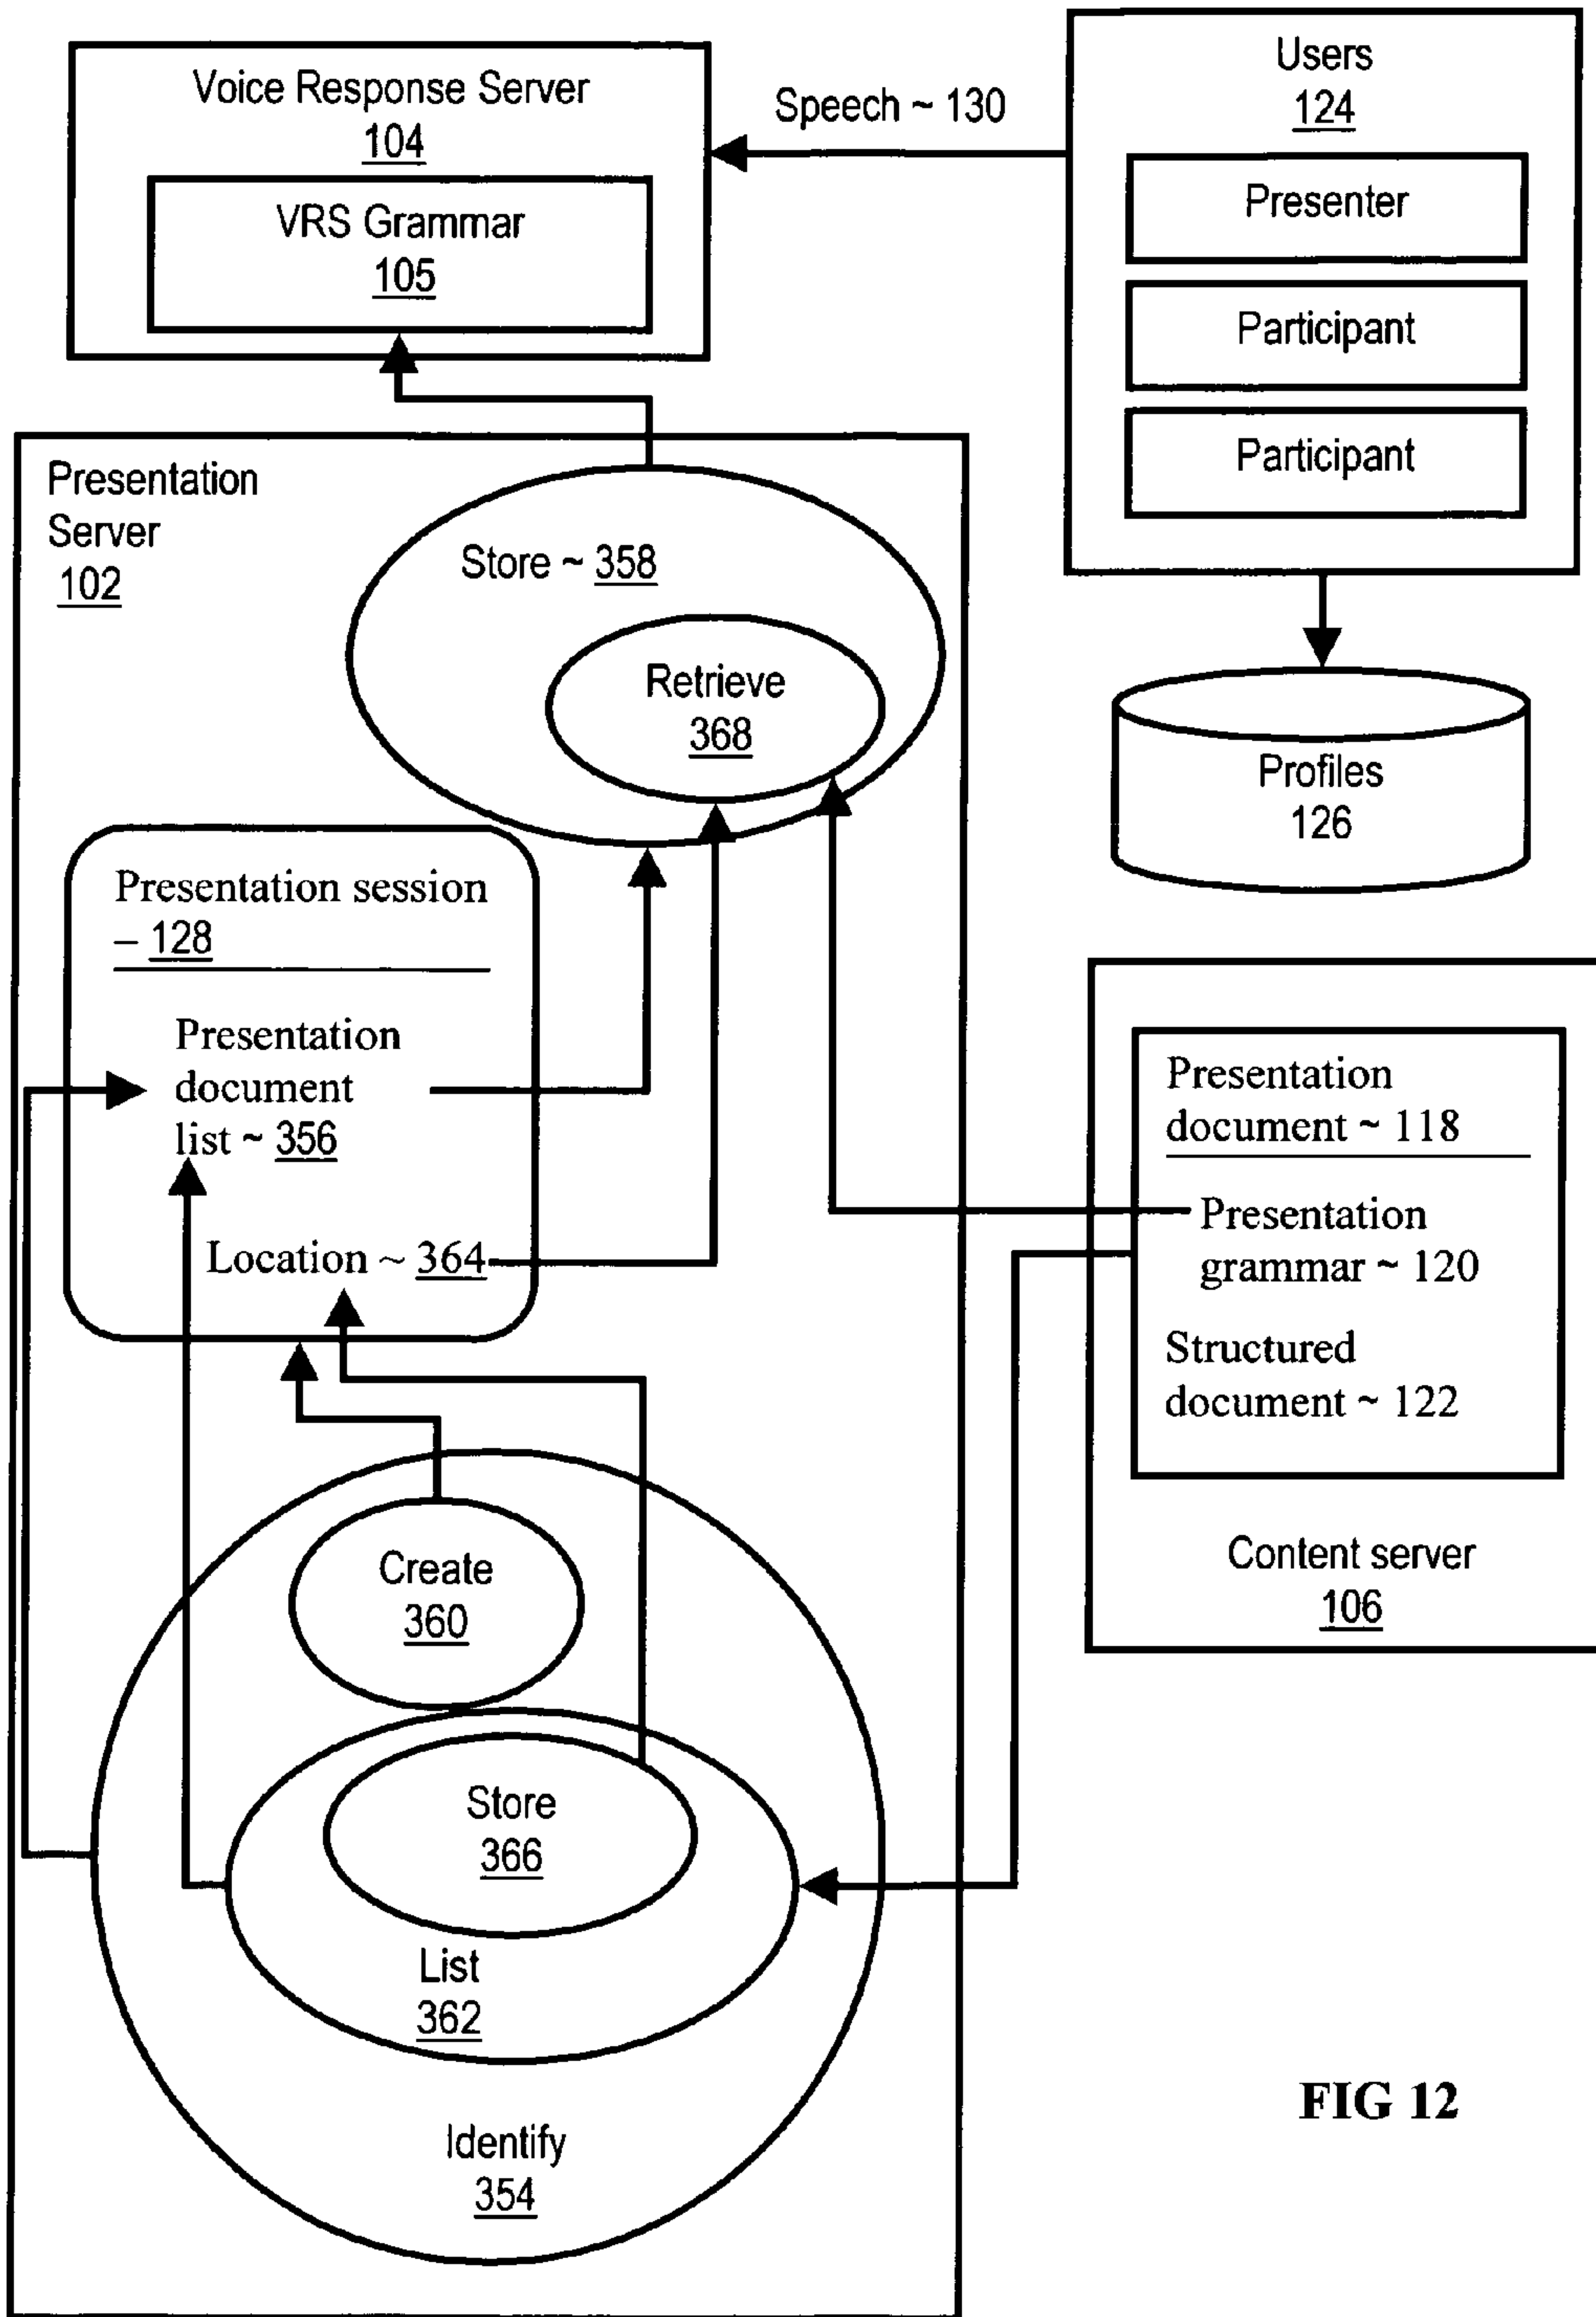 Voice Response Server
104
VRS Grammar
105
Speech ~ 130
Users
124
Presenter
Participant
Participant
Profiles
126
Presentation
Server
102
Store ~ 358
Retrieve
368
Presentation session
– 128
Presentation
document
list ~ 356
Location ~ 364
Presentation
document ~ 118
Presentation
grammar ~ 120
Structured
document ~ 122
Content server
106
Create
360
Store
366
List
362
Identify
354
FIG 12